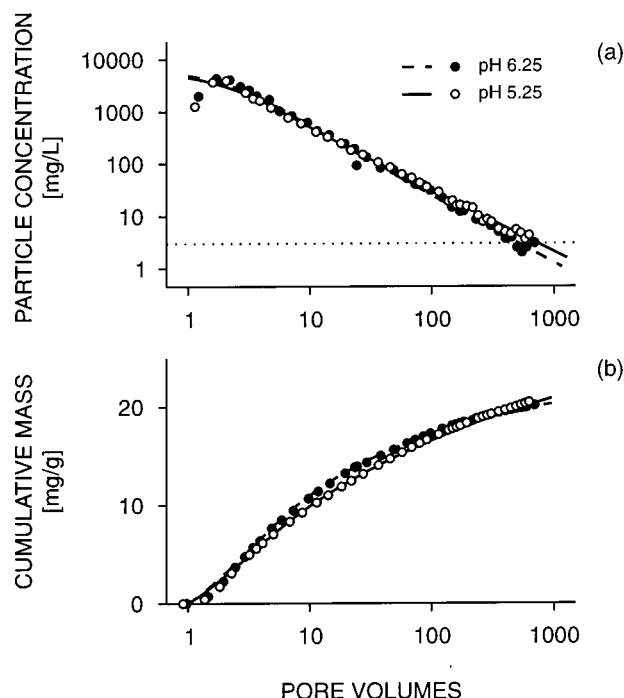 (a)
PARTICLE CONCENTRATION
[mg/L]
10000
1000
100
10
1
pH 6.25
pH 5.25
1
10
100
1000
(b)
CUMULATIVE MASS
[mg/g]
20
10
0
1
10
100
1000
PORE VOLUMES